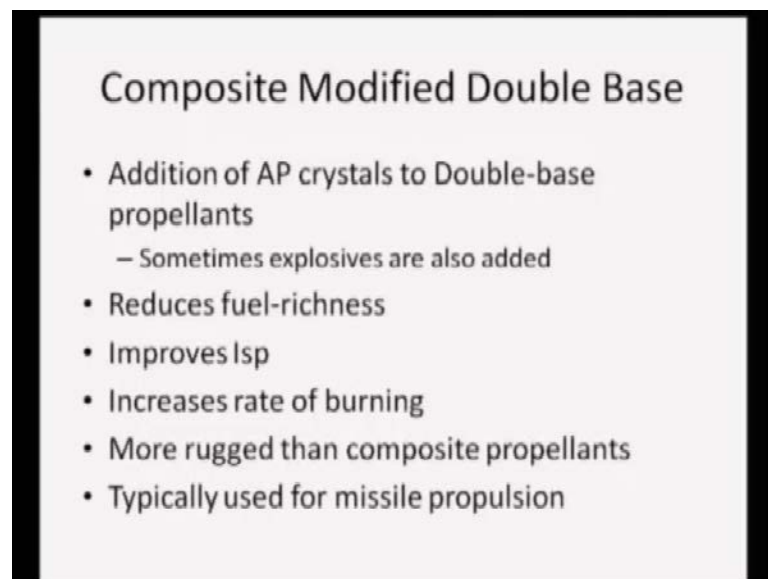 Composite Modified Double Base
• Addition of AP crystals to Double-base
propellants
– Sometimes explosives are also added
• Reduces fuel-richness
• Improves Isp
• Increases rate of burning
• More rugged than composite propellants
• Typically used for missile propulsion